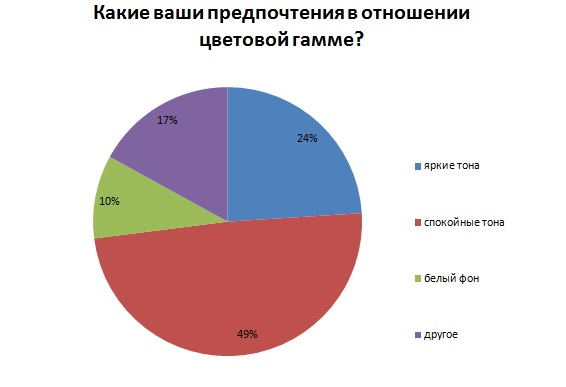 Какие ваши предпочтения в отношении
цветовой гамме?
17%
24%
10%
49%
яркие тона
спокойные тона
белый фон
другое